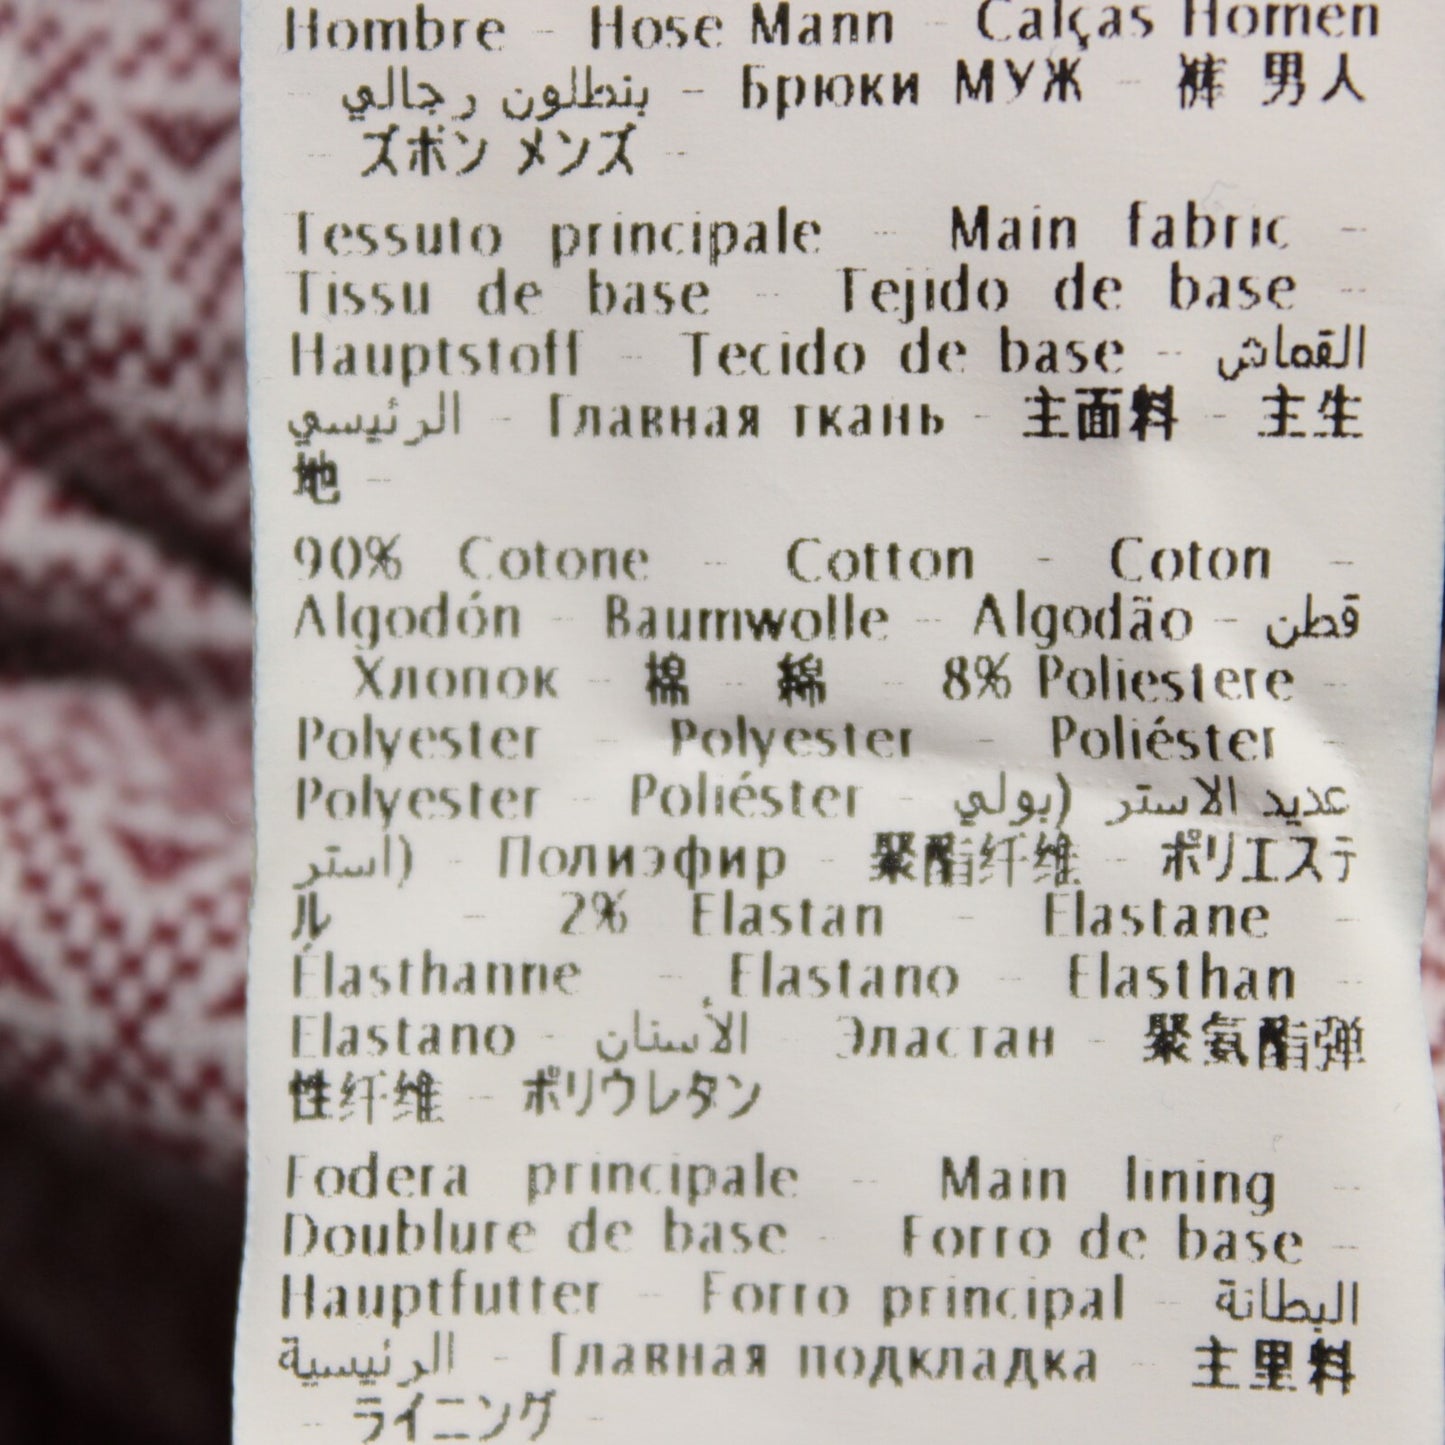 Hombre - Hose Mann - Calças Homen
بنطلون رجالي - Брюки МУЖ - 裤 男人
- ズボン メンズ -
Tessuto principale - Main fabric -
Tissu de base - Tejido de base -
Hauptstoff - Tecido de base - القماش
الرئيسي - Главная ткань - 主面料 - 主生
地 -
90% Cotone - Cotton - Coton -
Algodón - Baumwolle - Algodão - قطن
Хлопок - 棉 - 綿 - 8% Poliestere -
Polyester - Polyester - Poliéster -
Polyester - Poliéster - عديد الاستر (بولي
استر) - Полиэфир - 聚酯纤维 - ポリエステ
ル - 2% Elastan - Elastane -
Élasthanne - Elastano - Elasthan -
Elastano - الأستان - Эластан - 聚氨酯弹
性纤维 - ポリウレタン
Fodera principale - Main lining -
Doublure de base - Forro de base -
Hauptfutter - Forro principal - البطانة
الرئيسية - Главная подкладка - 主里料
- ライニング -